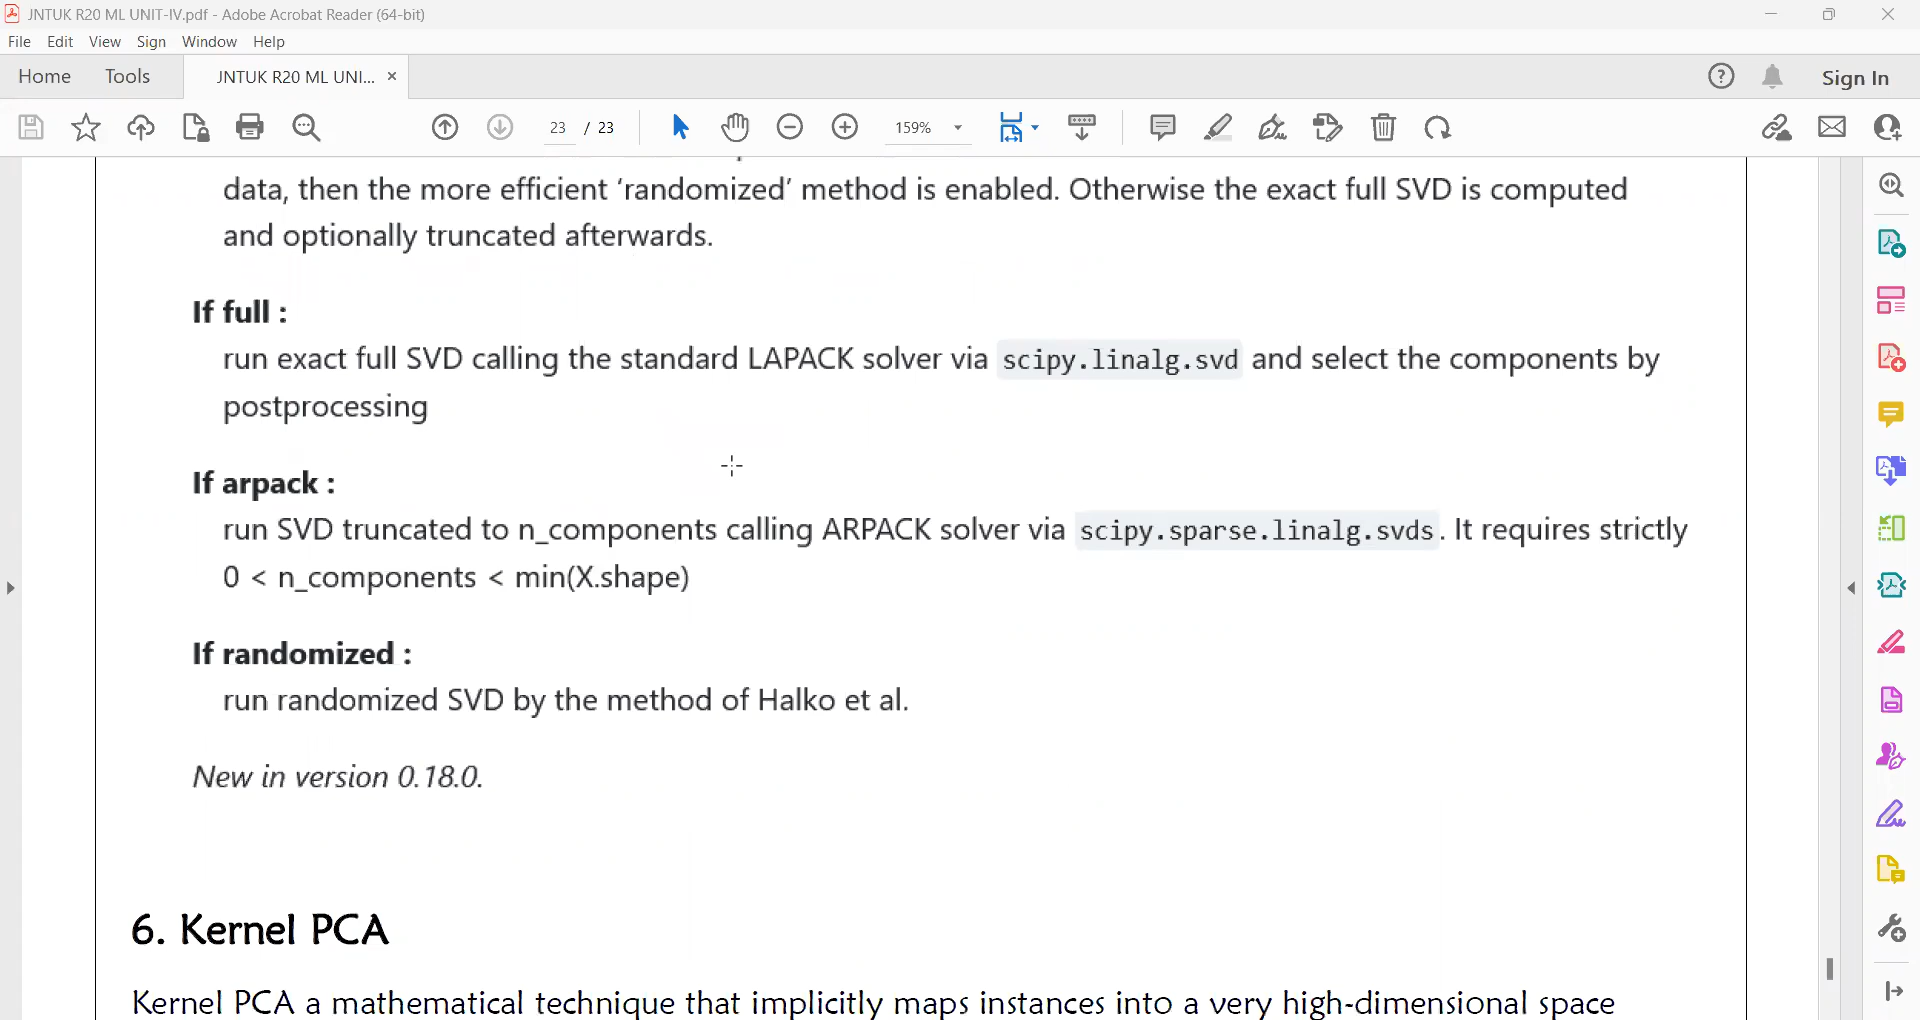 JNTUK R20 ML UNIT-IV.pdf - Adobe Acrobat Reader (64-bit)
File Edit View Sign Window Help
Home Tools JNTUK R20 ML UNI... × Sign In
23 / 23 159%
data, then the more efficient ‘randomized’ method is enabled. Otherwise the exact full SVD is computed
and optionally truncated afterwards.
If full :
run exact full SVD calling the standard LAPACK solver via scipy.linalg.svd and select the components by
postprocessing
If arpack :
run SVD truncated to n_components calling ARPACK solver via scipy.sparse.linalg.svds. It requires strictly
0 < n_components < min(X.shape)
If randomized :
run randomized SVD by the method of Halko et al.
New in version 0.18.0.
6. Kernel PCA
Kernel PCA a mathematical technique that implicitly maps instances into a very high-dimensional space